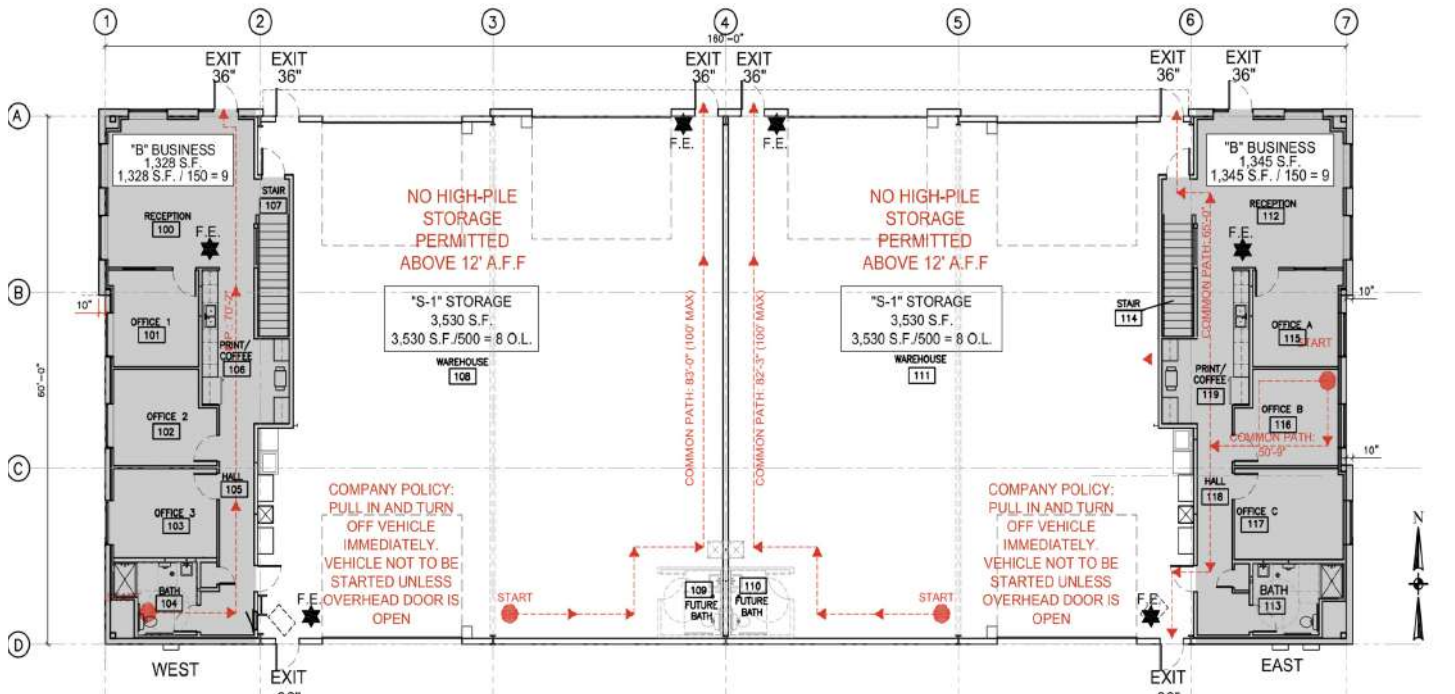 1
2
3
4
5
6
7
160'-0"
EXIT
36"
EXIT
36"
EXIT
36"
EXIT
36"
EXIT
36"
EXIT
36"
A
B
C
D
60'-0"
10"
"B" BUSINESS
1,328 S.F.
1,328 S.F. / 150 = 9
RECEPTION
100
F.E.
STAIR
107
OFFICE 1
101
PRINT/
COFFEE
106
OFFICE 2
102
HALL
105
OFFICE 3
103
BATH
104
70'-2"
NO HIGH-PILE
STORAGE
PERMITTED
ABOVE 12' A.F.F
"S-1" STORAGE
3,530 S.F.
3,530 S.F./500 = 8 O.L.
WAREHOUSE
108
COMPANY POLICY:
PULL IN AND TURN
OFF VEHICLE
IMMEDIATELY.
VEHICLE NOT TO BE
STARTED UNLESS
OVERHEAD DOOR IS
OPEN
F.E.
START
F.E.
COMMON PATH: 83'-0" (100' MAX)
109
FUTURE
BATH
F.E.
COMMON PATH: 82'-3" (100' MAX)
110
FUTURE
BATH
NO HIGH-PILE
STORAGE
PERMITTED
ABOVE 12' A.F.F
"S-1" STORAGE
3,530 S.F.
3,530 S.F./500 = 8 O.L.
WAREHOUSE
111
START
COMPANY POLICY:
PULL IN AND TURN
OFF VEHICLE
IMMEDIATELY.
VEHICLE NOT TO BE
STARTED UNLESS
OVERHEAD DOOR IS
OPEN
F.E.
"B" BUSINESS
1,345 S.F.
1,345 S.F. / 150 = 9
RECEPTION
112
F.E.
COMMON PATH: 65'-0"
STAIR
114
10"
OFFICE A
115
START
PRINT/
COFFEE
119
OFFICE B
116
COMMON PATH:
50'-9"
10"
HALL
118
OFFICE C
117
BATH
113
N
WEST
EXIT
EXIT
EAST